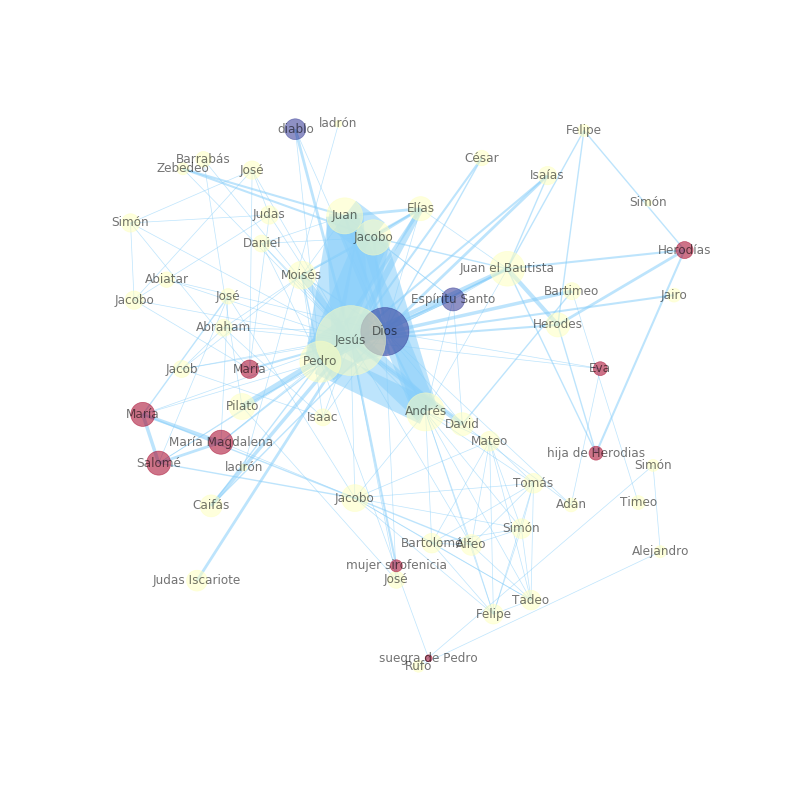 ladrón
diablo
Felipe
Barrabás
César
Zebedeo
José
Isaías
Simón
Elías
Judas
Juan
Simón
Jacobo
Daniel
Herodías
Juan el Bautista
Moisés
Abiatar
Bartimeo
José
Jairo
Jacobo
Espíritu Santo
Herodes
Abraham
Dios
Jesús
Pedro
Jacob
María
Eva
Pilato
Andrés
María
Isaac
David
María Magdalena
Mateo
hija de Herodias
Salomé
ladrón
Simón
Tomás
Jacobo
Timeo
Adán
Caifás
Simón
Bartolomé
Alfeo
Alejandro
mujer sirofenicia
José
Judas Iscariote
Tadeo
Felipe
suegra de Pedro
Rufo